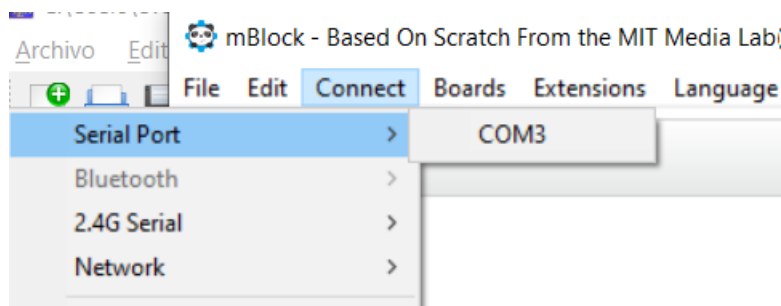 mBlock - Based On Scratch From the MIT Media Lab(
Archivo Edit
File Edit Connect Boards Extensions Language
Serial Port
COM3
Bluetooth
2.4G Serial
Network